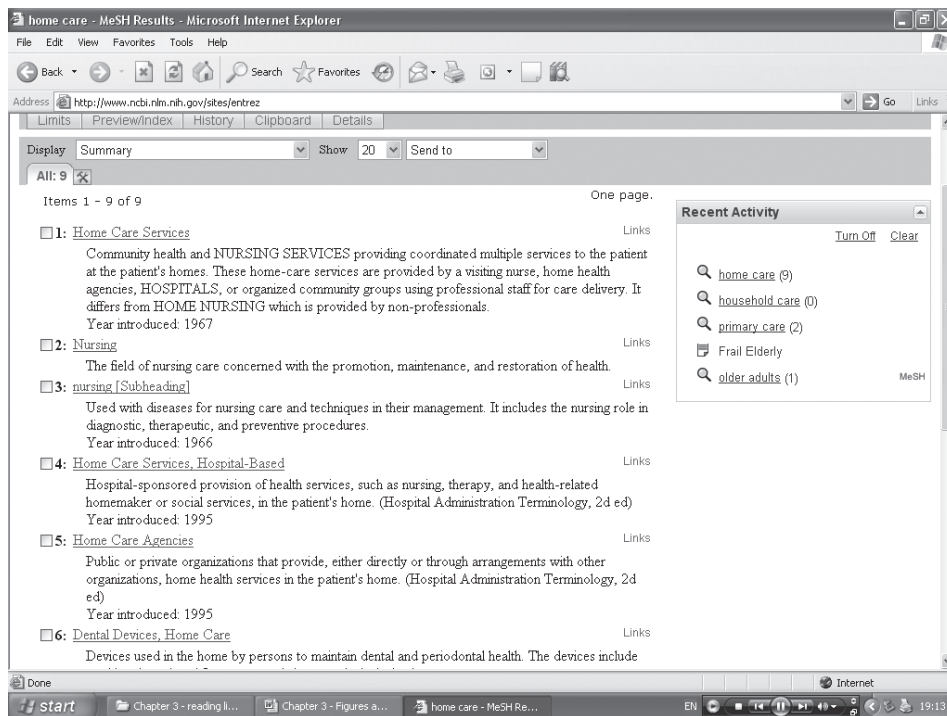 home care - MeSH Results - Microsoft Internet Explorer
File Edit View Favorites Tools Help
Back Search Favorites
Address http://www.ncbi.nlm.nih.gov/sites/entrez Go Links
Limits Preview/Index History Clipboard Details
Display Summary Show 20 Send to
All: 9
Items 1 - 9 of 9 One page.
1: Home Care Services Links
Community health and NURSING SERVICES providing coordinated multiple services to the patient
at the patient's homes. These home-care services are provided by a visiting nurse, home health
agencies, HOSPITALS, or organized community groups using professional staff for care delivery. It
differs from HOME NURSING which is provided by non-professionals.
Year introduced: 1967
2: Nursing Links
The field of nursing care concerned with the promotion, maintenance, and restoration of health.
3: nursing [Subheading] Links
Used with diseases for nursing care and techniques in their management. It includes the nursing role in
diagnostic, therapeutic, and preventive procedures.
Year introduced: 1966
4: Home Care Services, Hospital-Based Links
Hospital-sponsored provision of health services, such as nursing, therapy, and health-related
homemaker or social services, in the patient's home. (Hospital Administration Terminology, 2d ed)
Year introduced: 1995
5: Home Care Agencies Links
Public or private organizations that provide, either directly or through arrangements with other
organizations, home health services in the patient's home. (Hospital Administration Terminology, 2d
ed)
Year introduced: 1995
6: Dental Devices, Home Care Links
Devices used in the home by persons to maintain dental and periodontal health. The devices include
Recent Activity
Turn Off Clear
home care (9)
household care (0)
primary care (2)
Frail Elderly
older adults (1) MeSH
Done Internet
start Chapter 3 - reading li... Chapter 3 - Figures a... home care - MeSH Re... EN 19:13